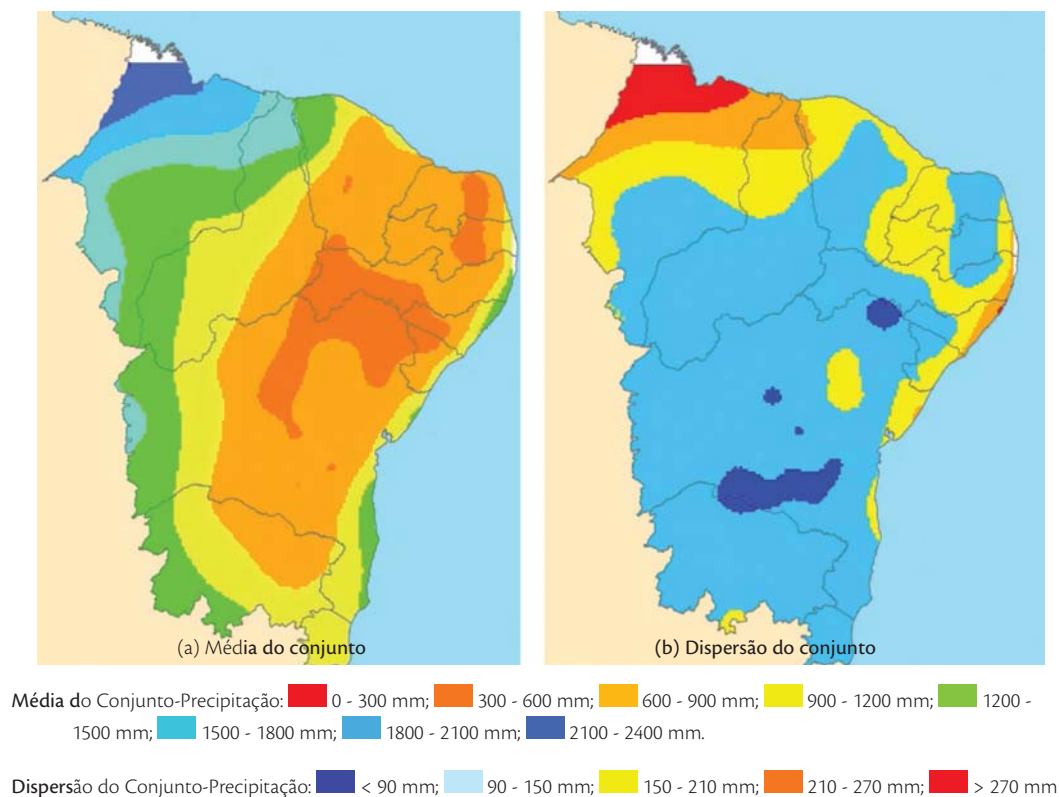 (a) Média do conjunto
(b) Dispersão do conjunto
Média do Conjunto-Precipitação: 0 - 300 mm; 300 - 600 mm; 600 - 900 mm; 900 - 1200 mm; 1200 -
1500 mm; 1500 - 1800 mm; 1800 - 2100 mm; 2100 - 2400 mm.
Dispersão do Conjunto-Precipitação: < 90 mm; 90 - 150 mm; 150 - 210 mm; 210 - 270 mm; > 270 mm